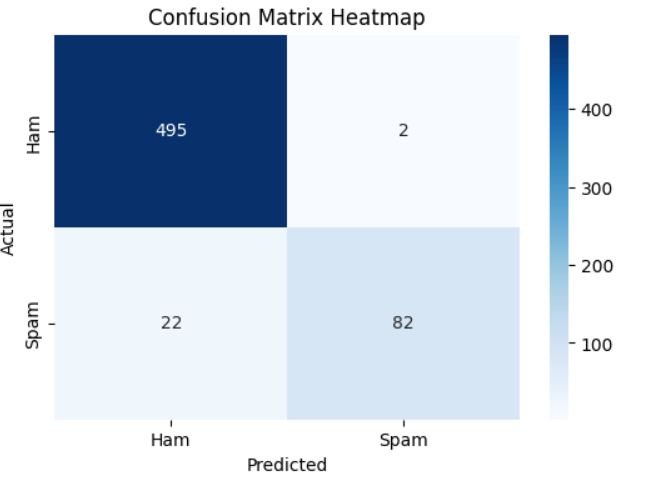 Confusion Matrix Heatmap
Actual
Ham
495
2
Spam
22
82
Ham
Spam
Predicted
400
300
200
100